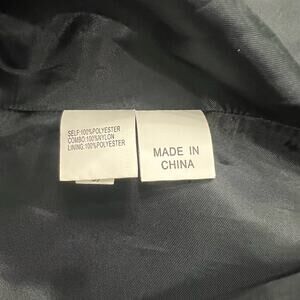 SELF:100%POLYESTER
COMBO:100%NYLON
LINING:100%POLYESTER
MADE IN
CHINA